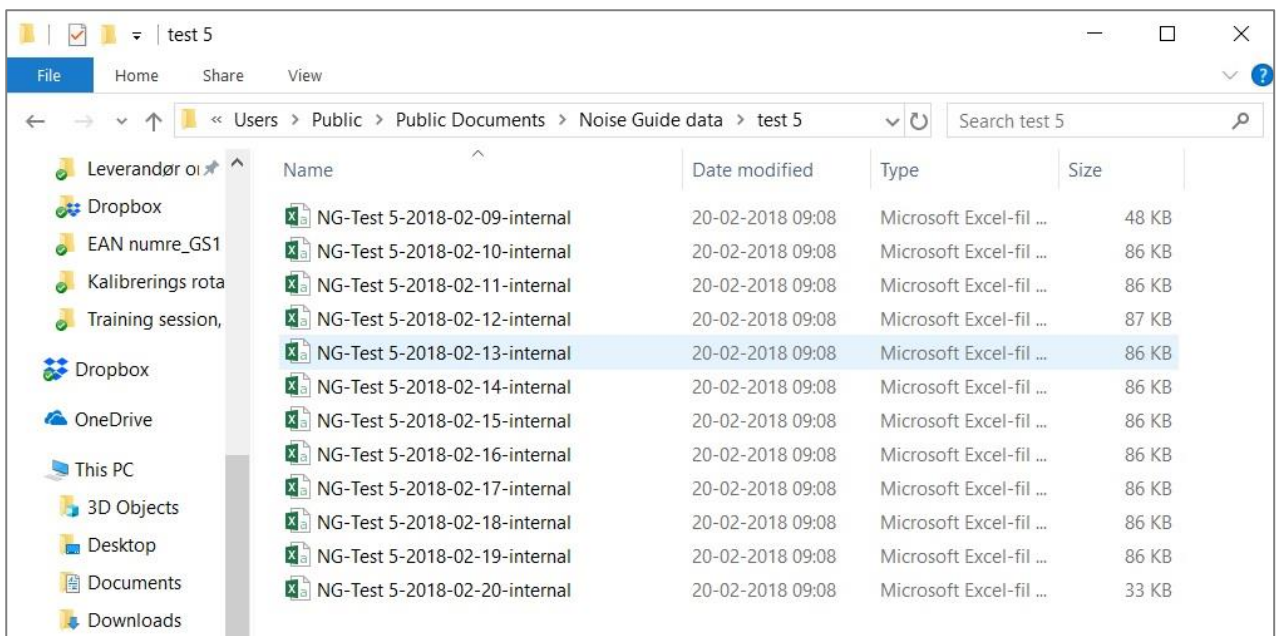 test 5
File Home Share View ?
« Users > Public > Public Documents > Noise Guide data > test 5 Search test 5
Leverandør Name Date modified Type Size
Dropbox NG-Test 5-2018-02-09-internal 20-02-2018 09:08 Microsoft Excel-fil ... 48 KB
EAN numre_GS1 NG-Test 5-2018-02-10-internal 20-02-2018 09:08 Microsoft Excel-fil ... 86 KB
Kalibrerings rota NG-Test 5-2018-02-11-internal 20-02-2018 09:08 Microsoft Excel-fil ... 86 KB
Training session, NG-Test 5-2018-02-12-internal 20-02-2018 09:08 Microsoft Excel-fil ... 87 KB
NG-Test 5-2018-02-13-internal 20-02-2018 09:08 Microsoft Excel-fil ... 86 KB
Dropbox NG-Test 5-2018-02-14-internal 20-02-2018 09:08 Microsoft Excel-fil ... 86 KB
OneDrive NG-Test 5-2018-02-15-internal 20-02-2018 09:08 Microsoft Excel-fil ... 86 KB
NG-Test 5-2018-02-16-internal 20-02-2018 09:08 Microsoft Excel-fil ... 86 KB
This PC NG-Test 5-2018-02-17-internal 20-02-2018 09:08 Microsoft Excel-fil ... 86 KB
3D Objects NG-Test 5-2018-02-18-internal 20-02-2018 09:08 Microsoft Excel-fil ... 86 KB
Desktop NG-Test 5-2018-02-19-internal 20-02-2018 09:08 Microsoft Excel-fil ... 86 KB
Documents NG-Test 5-2018-02-20-internal 20-02-2018 09:08 Microsoft Excel-fil ... 33 KB
Downloads